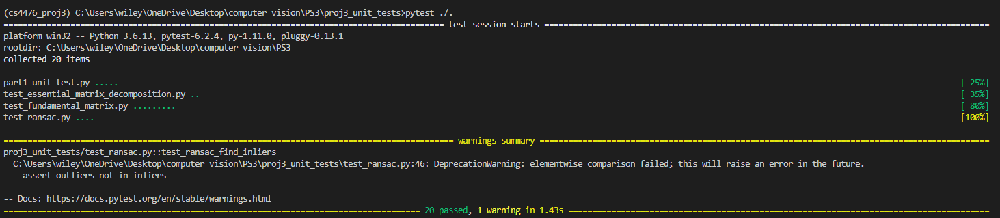 (cs4476_proj3) C:\Users\wiley\OneDrive\Desktop\computer vision\PS3\proj3_unit_tests>pytest ./.
============================= test session starts =============================
platform win32 -- Python 3.6.13, pytest-6.2.4, py-1.11.0, pluggy-0.13.1
rootdir: C:\Users\wiley\OneDrive\Desktop\computer vision\PS3
collected 20 items
part1_unit_test.py ..... [ 25%]
test_essential_matrix_decomposition.py .. [ 35%]
test_fundamental_matrix.py ......... [ 80%]
test_ransac.py .... [100%]
============================= warnings summary =============================
proj3_unit_tests/test_ransac.py::test_ransac_find_inliers
C:\Users\wiley\OneDrive\Desktop\computer vision\PS3\proj3_unit_tests\test_ransac.py:46: DeprecationWarning: elementwise comparison failed; this will raise an error in the future.
assert outliers not in inliers
-- Docs: https://docs.pytest.org/en/stable/warnings.html
============================= 20 passed, 1 warning in 1.43s =============================